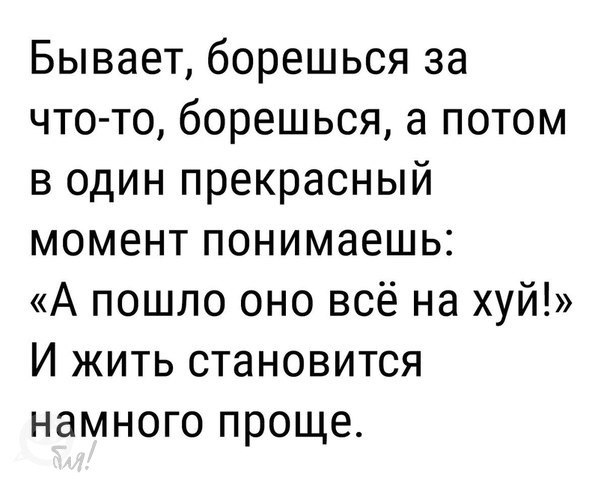 Бывает, борешься за
что-то, борешься, а потом
в один прекрасный
момент понимаешь:
«А пошло оно всё на хуй!»
И жить становится
намного проще.